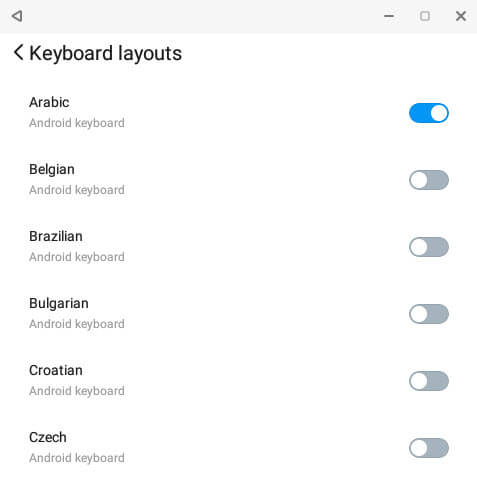 Keyboard layouts
Arabic
Android keyboard
Belgian
Android keyboard
Brazilian
Android keyboard
Bulgarian
Android keyboard
Croatian
Android keyboard
Czech
Android keyboard